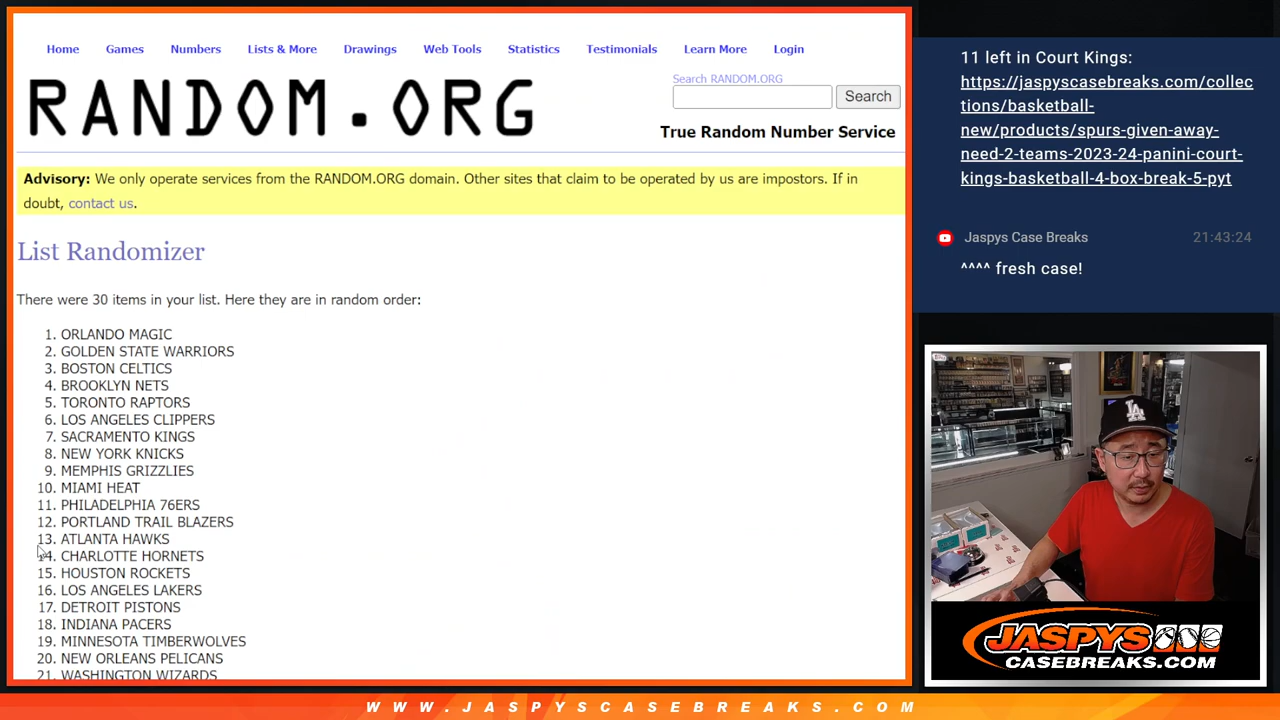 Home Games Numbers Lists & More Drawings Web Tools Statistics Testimonials Learn More Login
RANDOM.ORG
Search RANDOM.ORG
Search
True Random Number Service
Advisory: We only operate services from the RANDOM.ORG domain. Other sites that claim to be operated by us are impostors. If in
doubt, contact us.
List Randomizer
There were 30 items in your list. Here they are in random order:
1. ORLANDO MAGIC
2. GOLDEN STATE WARRIORS
3. BOSTON CELTICS
4. BROOKLYN NETS
5. TORONTO RAPTORS
6. LOS ANGELES CLIPPERS
7. SACRAMENTO KINGS
8. NEW YORK KNICKS
9. MEMPHIS GRIZZLIES
10. MIAMI HEAT
11. PHILADELPHIA 76ERS
12. PORTLAND TRAIL BLAZERS
13. ATLANTA HAWKS
14. CHARLOTTE HORNETS
15. HOUSTON ROCKETS
16. LOS ANGELES LAKERS
17. DETROIT PISTONS
18. INDIANA PACERS
19. MINNESOTA TIMBERWOLVES
20. NEW ORLEANS PELICANS
21. WASHINGTON WIZARDS
11 left in Court Kings:
https://jaspyscasebreaks.com/collec
tions/basketball-
new/products/spurs-given-away-
need-2-teams-2023-24-panini-court-
kings-basketball-4-box-break-5-pyt
Jaspys Case Breaks 21:43:24
^^^^ fresh case!
LA
JASPYS
CASEBREAKS.COM
WWW.JASPYSCASEBREAKS.COM